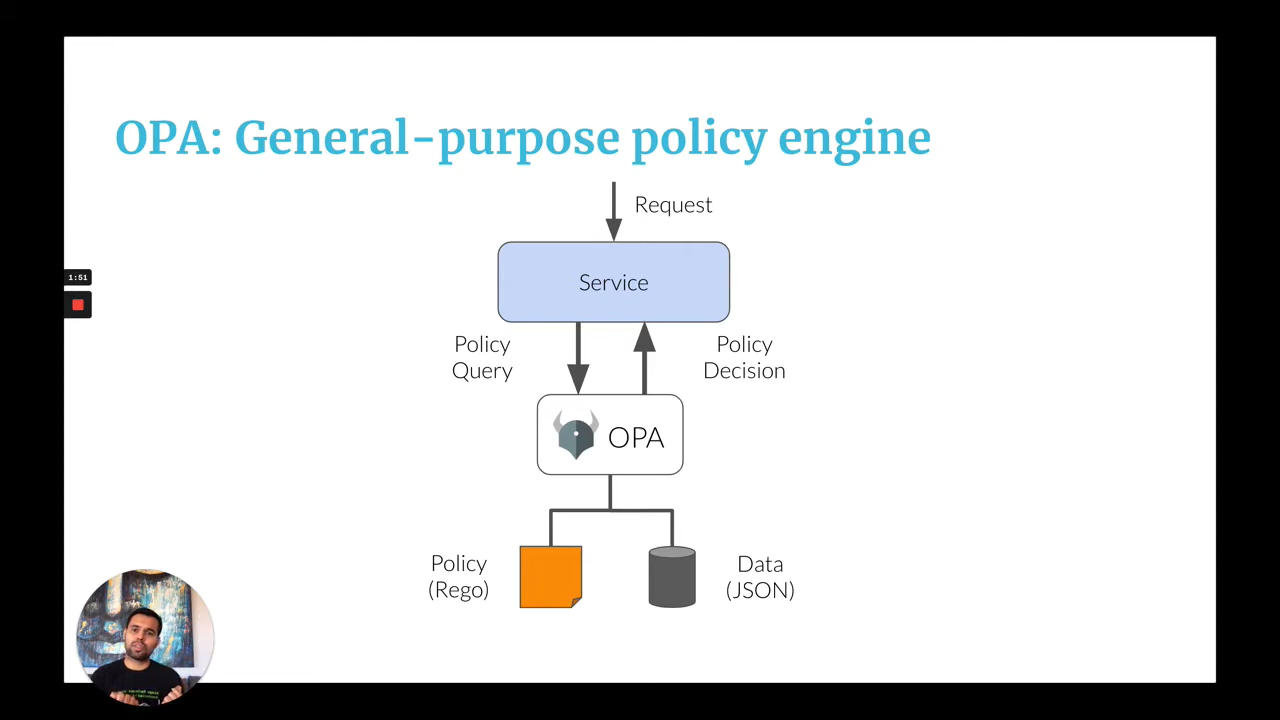 OPA: General-purpose policy engine
Request
1:51
Service
Policy
Query
Policy
Decision
OPA
Policy
(Rego)
Data
(JSON)